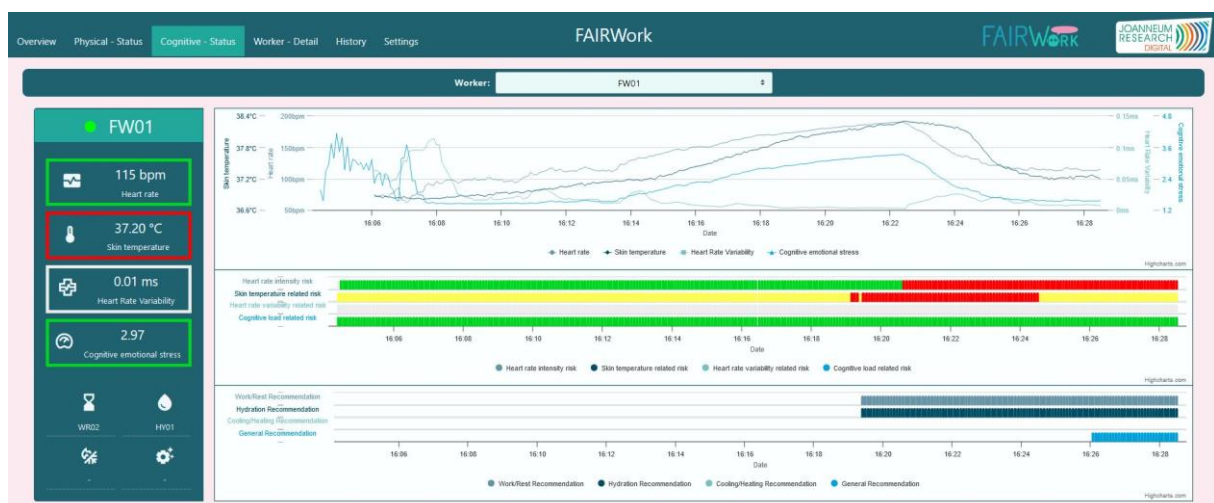 Overview Physical - Status Cognitive - Status Worker - Detail History Settings FAIRWork FAIRWORK JOANNEUM RESEARCH DIGITAL
Worker: FW01
FW01
115 bpm
Heart rate
37.20 °C
Skin temperature
0.01 ms
Heart Rate Variability
2.97
Cognitive emotional stress
WR02 HY01
- -
38.4°C 200bpm 0.15ms 4.8
37.8°C 150bpm 0.1ms 3.6
37.2°C 100bpm 0.05ms 2.4
36.6°C 50bpm 0ms 1.2
Skin temperature
Heart rate
Heart Rate Variability
Cognitive emotional stress
16:06 16:08 16:10 16:12 16:14 16:16 16:18 16:20 16:22 16:24 16:26 16:28
Date
Heart rate Skin temperature Heart Rate Variability Cognitive emotional stress
Highcharts.com
Heart rate intensity risk
Skin temperature related risk
Heart rate variability related risk
Cognitive load related risk
16:06 16:08 16:10 16:12 16:14 16:16 16:18 16:20 16:22 16:24 16:26 16:28
Date
Heart rate intensity risk Skin temperature related risk Heart rate variability related risk Cognitive load related risk
Highcharts.com
Work/Rest Recommendation
Hydration Recommendation
Cooling/Heating Recommendation
General Recommendation
16:06 16:08 16:10 16:12 16:14 16:16 16:18 16:20 16:22 16:24 16:26 16:28
Date
Work/Rest Recommendation Hydration Recommendation Cooling/Heating Recommendation General Recommendation
Highcharts.com